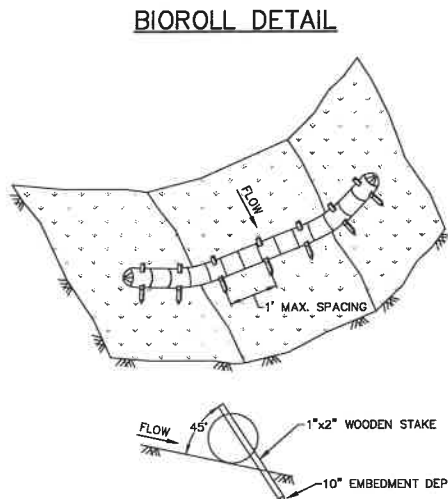 BIOROLL DETAIL
FLOW
1' MAX. SPACING
45°
FLOW
1"x2" WOODEN STAKE
10" EMBEDMENT DEP